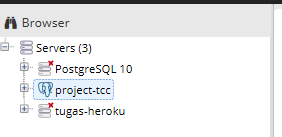 Browser
Servers (3)
PostgreSQL 10
project-tcc
tugas-heroku